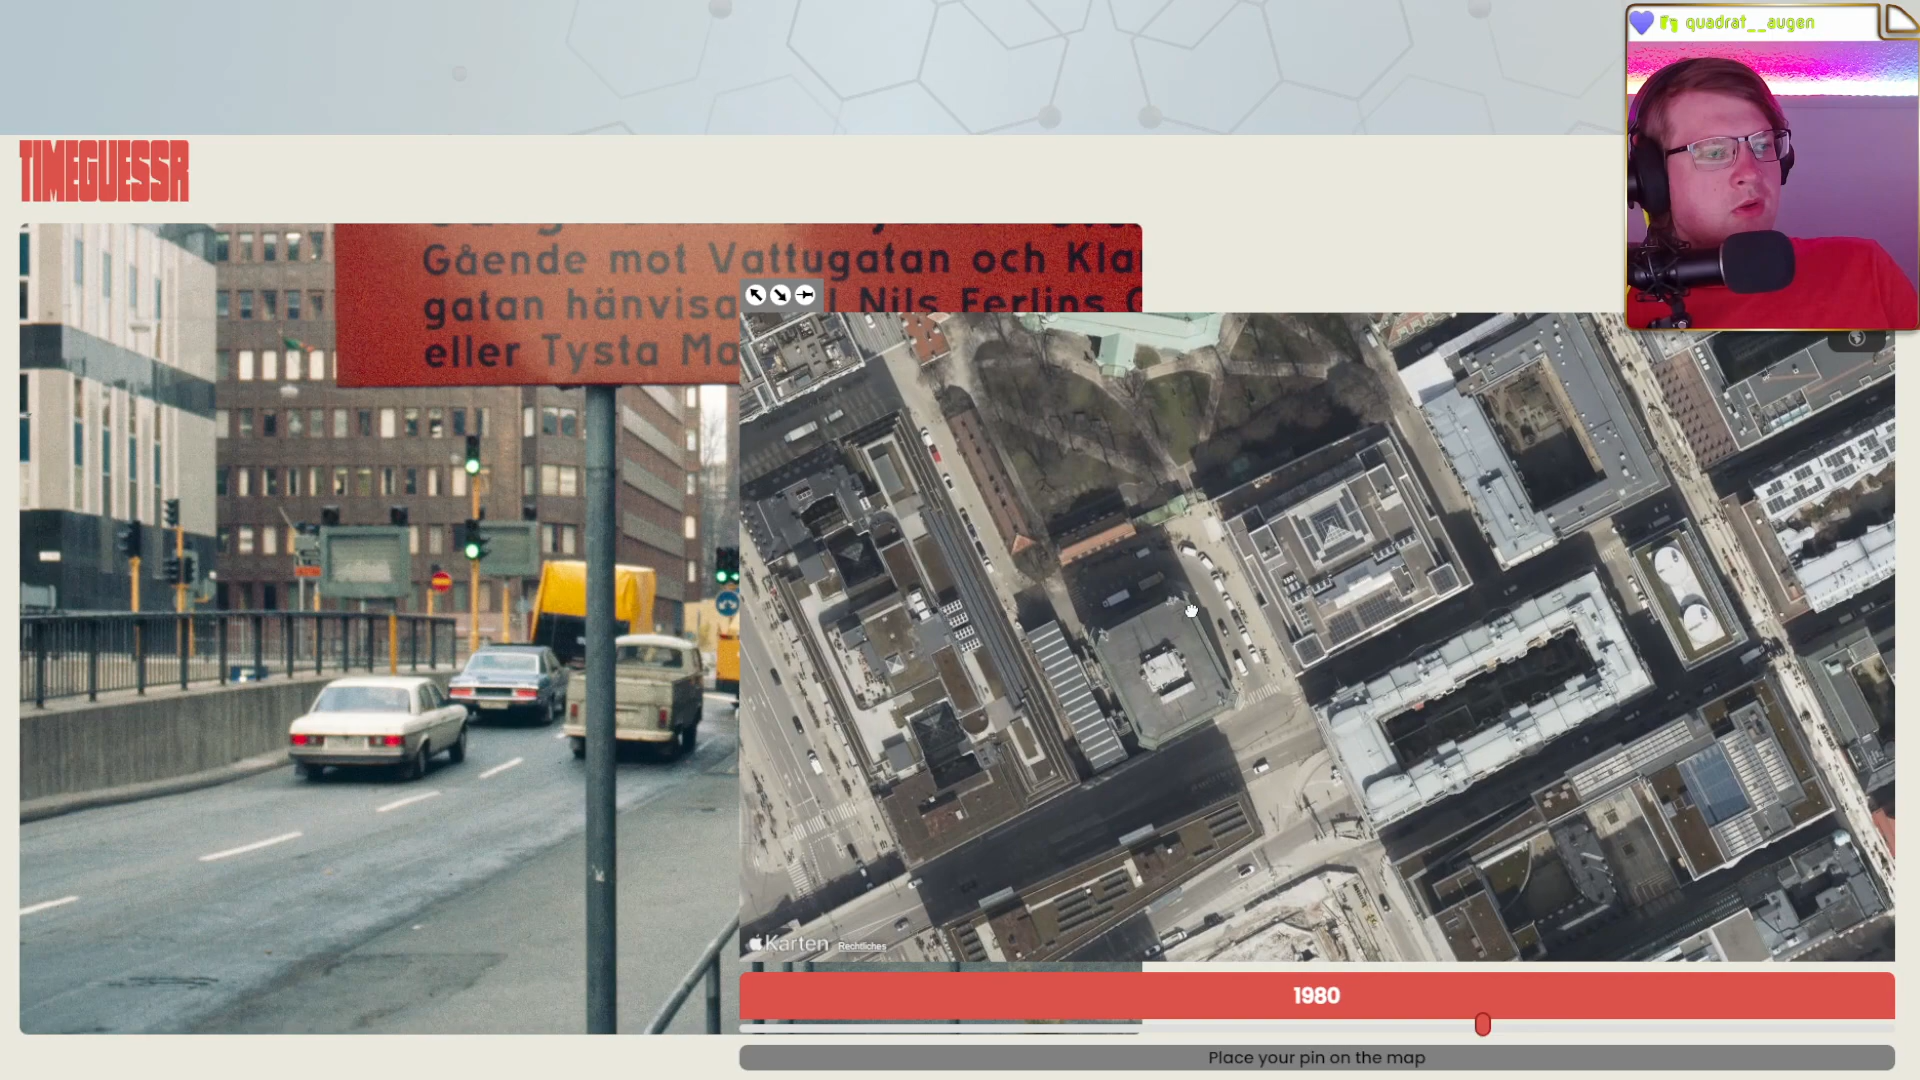 quadrat__augen
TIMEGUESSR
Gående mot Vattugatan och Kla
gatan hänvisa l Nils Ferlins
eller Tysta Ma
Karten Rechtliches
1980
Place your pin on the map